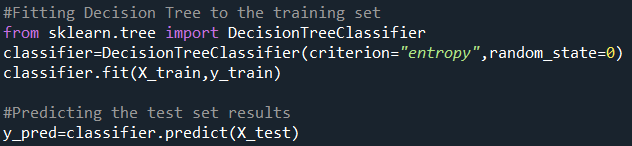 #Fitting Decision Tree to the training set
from sklearn.tree import DecisionTreeClassifier
classifier=DecisionTreeClassifier(criterion="entropy",random_state=0)
classifier.fit(X_train,y_train)
#Predicting the test set results
y_pred=classifier.predict(X_test)